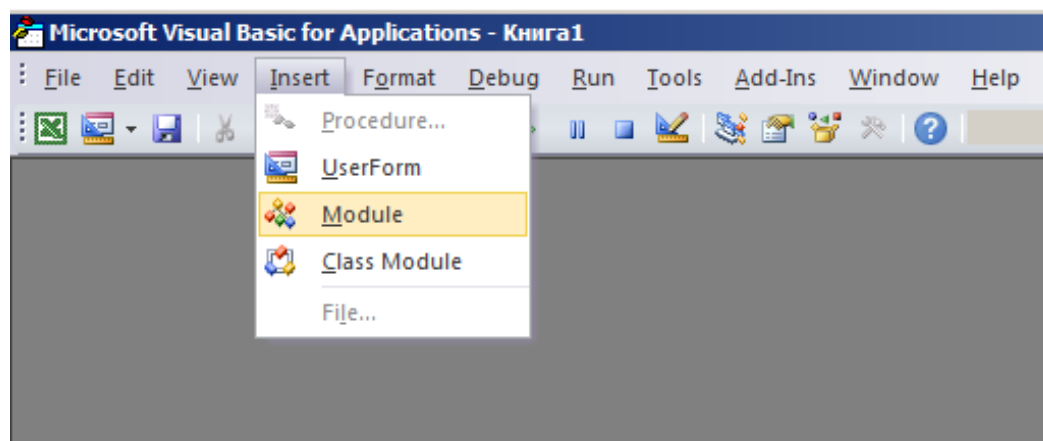 Microsoft Visual Basic for Applications - Книга1
File Edit View Insert Format Debug Run Tools Add-Ins Window Help
Procedure...
UserForm
Module
Class Module
File...